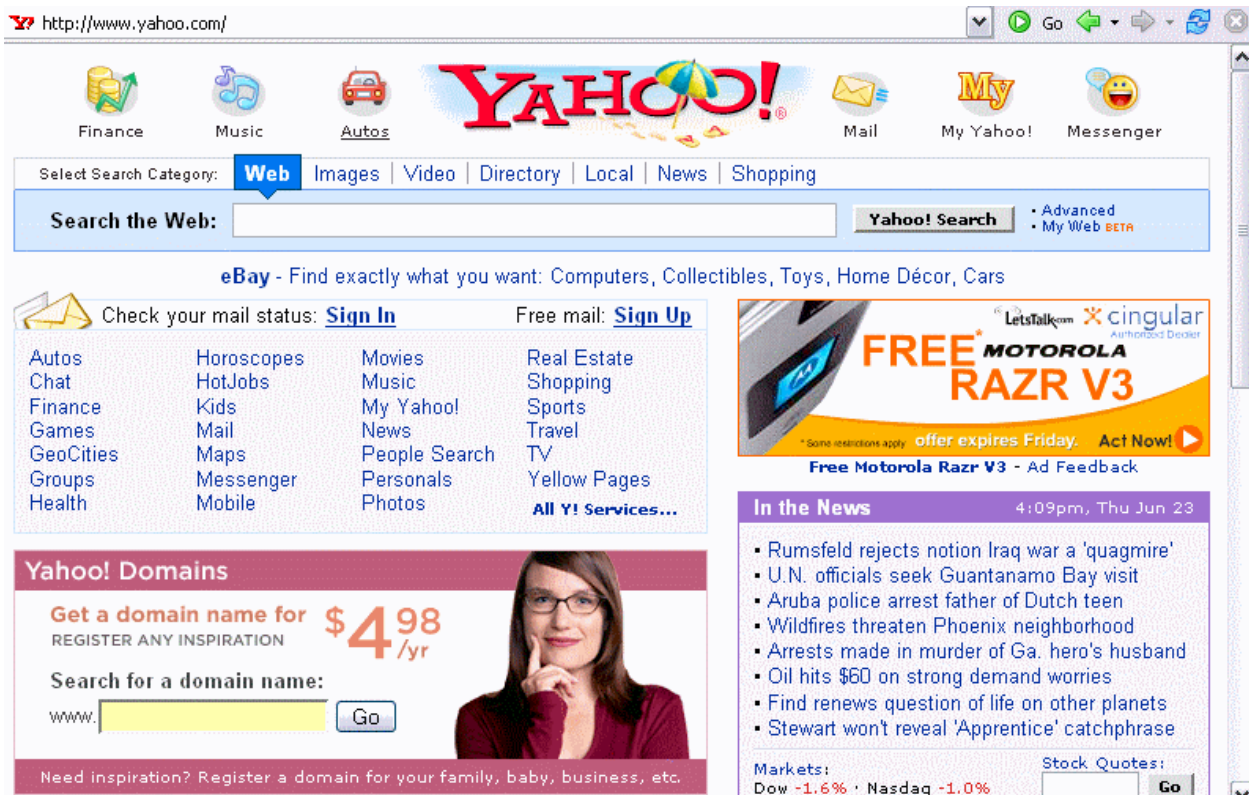 http://www.yahoo.com/
Go
Finance
Music
Autos
YAHOO!®
Mail
My
My Yahoo!
Messenger
Select Search Category: Web Images | Video | Directory | Local | News | Shopping
Search the Web: Yahoo! Search
· Advanced
· My Web BETA
eBay - Find exactly what you want: Computers, Collectibles, Toys, Home Décor, Cars
Check your mail status: Sign In Free mail: Sign Up
Autos Horoscopes Movies Real Estate
Chat HotJobs Music Shopping
Finance Kids My Yahoo! Sports
Games Mail News Travel
GeoCities Maps People Search TV
Groups Messenger Personals Yellow Pages
Health Mobile Photos All Y! Services...
LetsTalk.com cingular
Authorized Dealer
FREE* MOTOROLA
RAZR V3
*Some restrictions apply offer expires Friday. Act Now!
Free Motorola Razr V3 - Ad Feedback
In the News 4:09pm, Thu Jun 23
· Rumsfeld rejects notion Iraq war a 'quagmire'
· U.N. officials seek Guantanamo Bay visit
· Aruba police arrest father of Dutch teen
· Wildfires threaten Phoenix neighborhood
· Arrests made in murder of Ga. hero's husband
· Oil hits $60 on strong demand worries
· Find renews question of life on other planets
· Stewart won't reveal 'Apprentice' catchphrase
Markets: Stock Quotes:
Dow -1.6% · Nasdaq -1.0% Go
Yahoo! Domains
Get a domain name for $4.98/yr
REGISTER ANY INSPIRATION
Search for a domain name:
www. Go
Need inspiration? Register a domain for your family, baby, business, etc.